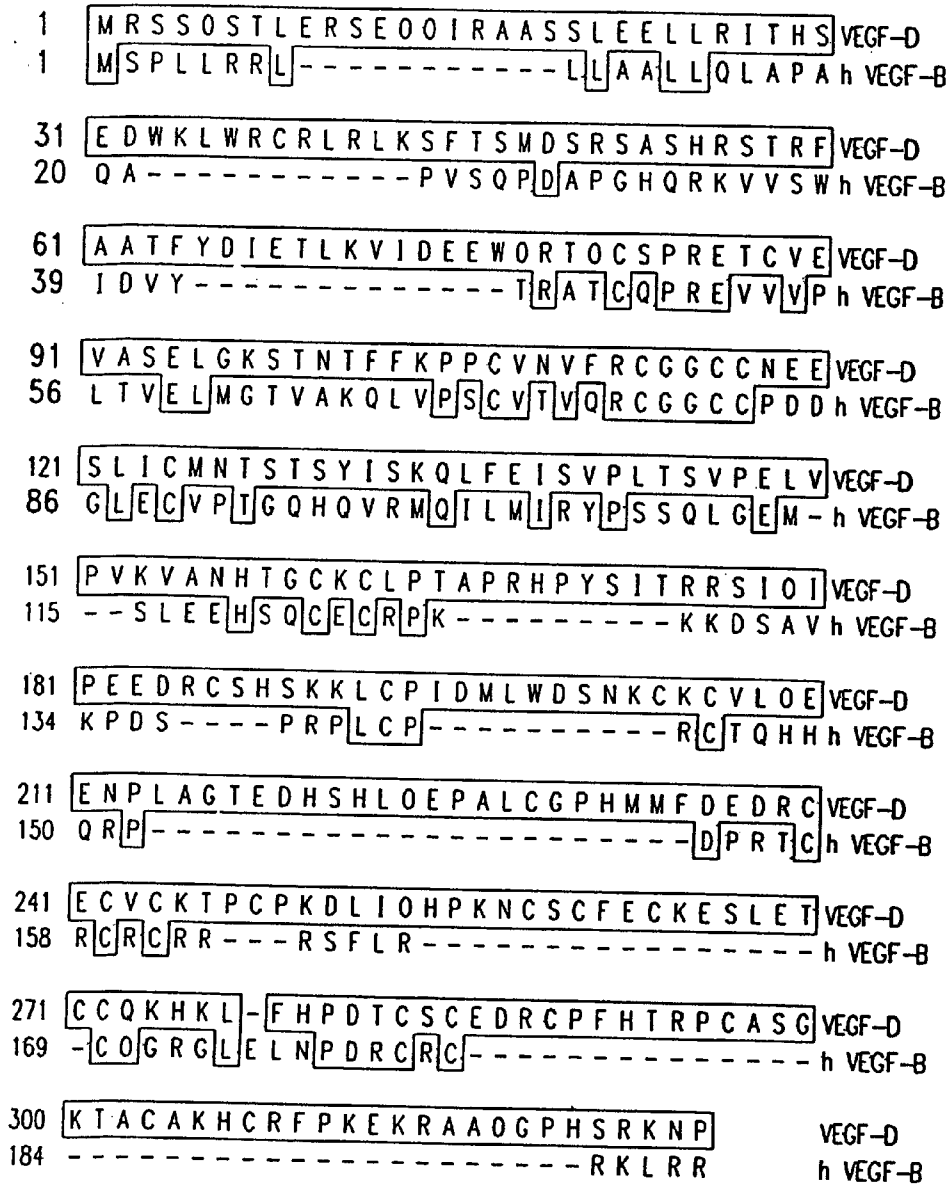 1 MRSSOSTLERSEOOIRAASSLEELLRITHS VEGF-D
1 MSPLLRRL-----------LLAALLQLAPA h VEGF-B
31 EDWKLWRCRLRLKSFTSMDSRSASHRSTRF VEGF-D
20 QA-----------PVSQPDAPGHQRKVVSW h VEGF-B
61 AATFYDIETLKVIDEEWORTOCSPRETCVE VEGF-D
39 IDVY-------------TRATCQPREVVVP h VEGF-B
91 VASELGKSTNTFFKPPCVNVFRCGGCCNEE VEGF-D
56 LTVELMGTVAKQLVPSCVTVQRCGGCCPDD h VEGF-B
121 SLICMNTSTSYISKQLFEISVPLTSVPELV VEGF-D
86 GLECVPTGQHQVRMQILMIRYPSSQLGEM- h VEGF-B
151 PVKVANHTGCKCLPTAPRHPYSITRRSIOI VEGF-D
115 --SLEEHSQCECRPK---------KKDSAV h VEGF-B
181 PEEDRCSHSKKLCPIDMLWDSNKCKCVLOE VEGF-D
134 KPDS----PRPLCP----------RCTQHH h VEGF-B
211 ENPLAGTEDHSHLOEPALCGPHMMFDEDRC VEGF-D
150 QRP----------------------DPRTC h VEGF-B
241 ECVCKTPCPKDLIOHPKNCSCFECKESLET VEGF-D
158 RCRCRR---RSFLR---------------- h VEGF-B
271 CCQKHKL-FHPDTCSCEDRCPFHTRPCASG VEGF-D
169 -COGRGLELNPDRCRC-------------- h VEGF-B
300 KTACAKHCRFPKEKRAAOGPHSRKNP VEGF-D
184 ---------------------RKLRR h VEGF-B